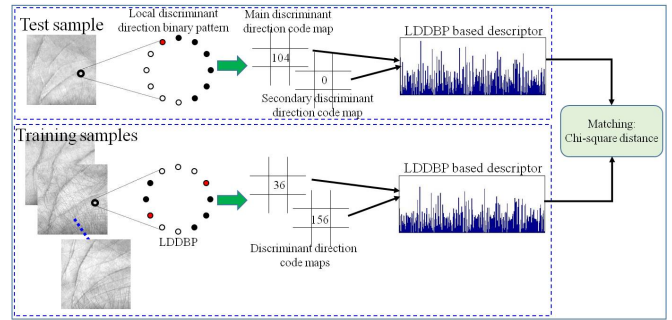 Test sample
Local discriminant
direction binary pattern
Main discriminant
direction code map
104
0
Secondary discriminant
direction code map
LDDBP based descriptor
Matching:
Chi-square distance
Training samples
LDDBP
36
156
Discriminant direction
code maps
LDDBP based descriptor